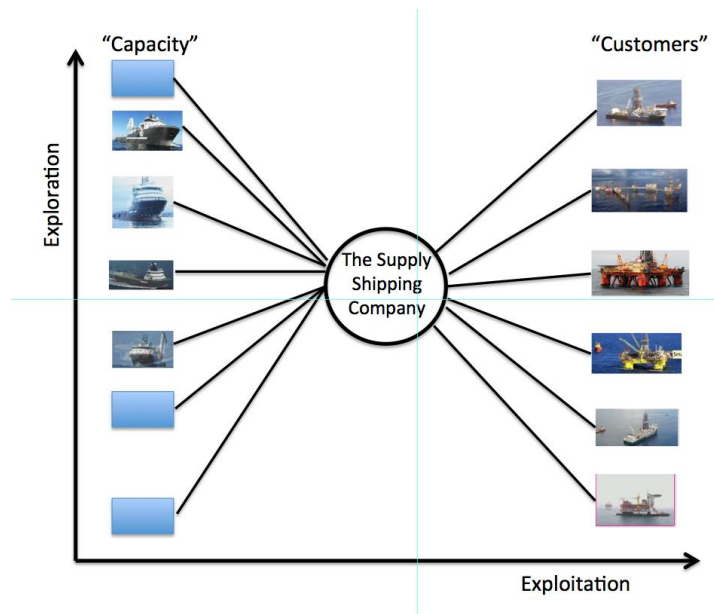 “Capacity”
“Customers”
Exploration
The Supply
Shipping
Company
Exploitation